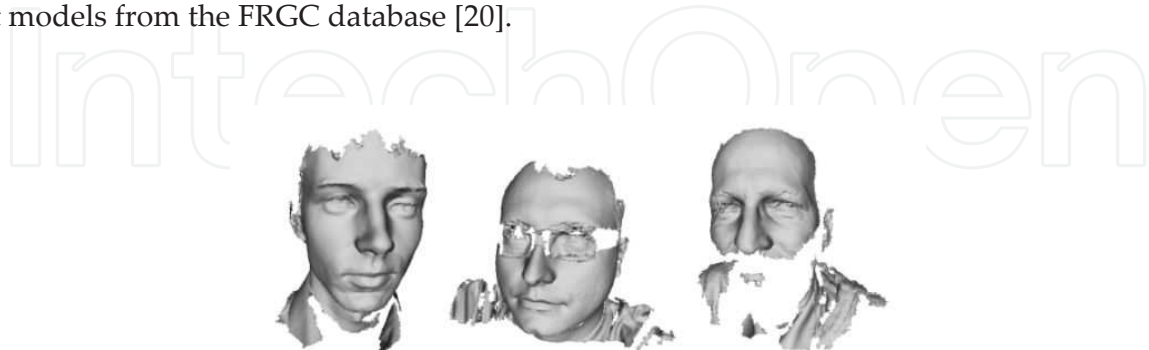 models from the FRGC database [20].
IntechOpen